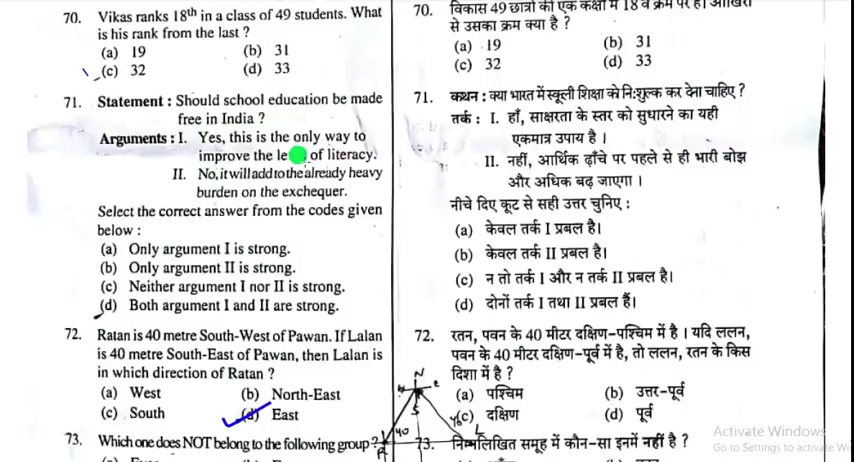 70. Vikas ranks 18th in a class of 49 students. What
is his rank from the last ?
(a) 19 (b) 31
(c) 32 (d) 33
71. Statement : Should school education be made
free in India ?
Arguments : I. Yes, this is the only way to
improve the le of literacy.
II. No, it will add to the already heavy
burden on the exchequer.
Select the correct answer from the codes given
below :
(a) Only argument I is strong.
(b) Only argument II is strong.
(c) Neither argument I nor II is strong.
(d) Both argument I and II are strong.
72. Ratan is 40 metre South-West of Pawan. If Lalan
is 40 metre South-East of Pawan, then Lalan is
in which direction of Ratan ?
(a) West (b) North-East
(c) South (d) East
73. Which one does NOT belong to the following group ?
70. विकास 49 छात्रों की एक कक्षा में 18वें क्रम पर है। आखिरी
से उसका क्रम क्या है ?
(a) 19 (b) 31
(c) 32 (d) 33
71. कथन : क्या भारत में स्कूली शिक्षा को नि:शुल्क कर देना चाहिए ?
तर्क : I. हाँ, साक्षरता के स्तर को सुधारने का यही
एकमात्र उपाय है ।
II. नहीं, आर्थिक ढाँचे पर पहले से ही भारी बोझ
और अधिक बढ़ जाएगा ।
नीचे दिए कूट से सही उत्तर चुनिए :
(a) केवल तर्क I प्रबल है।
(b) केवल तर्क II प्रबल है।
(c) न तो तर्क I और न तर्क II प्रबल है।
(d) दोनों तर्क I तथा II प्रबल हैं।
72. रतन, पवन के 40 मीटर दक्षिण-पश्चिम में है । यदि ललन,
पवन के 40 मीटर दक्षिण-पूर्व में है, तो ललन, रतन के किस
दिशा में है ?
(a) पश्चिम (b) उत्तर-पूर्व
(c) दक्षिण (d) पूर्व
N
S
40
L
R
73. निम्नलिखित समूह में कौन-सा इनमें नहीं है ?
Activate Windows
Go to Settings to activate Wi